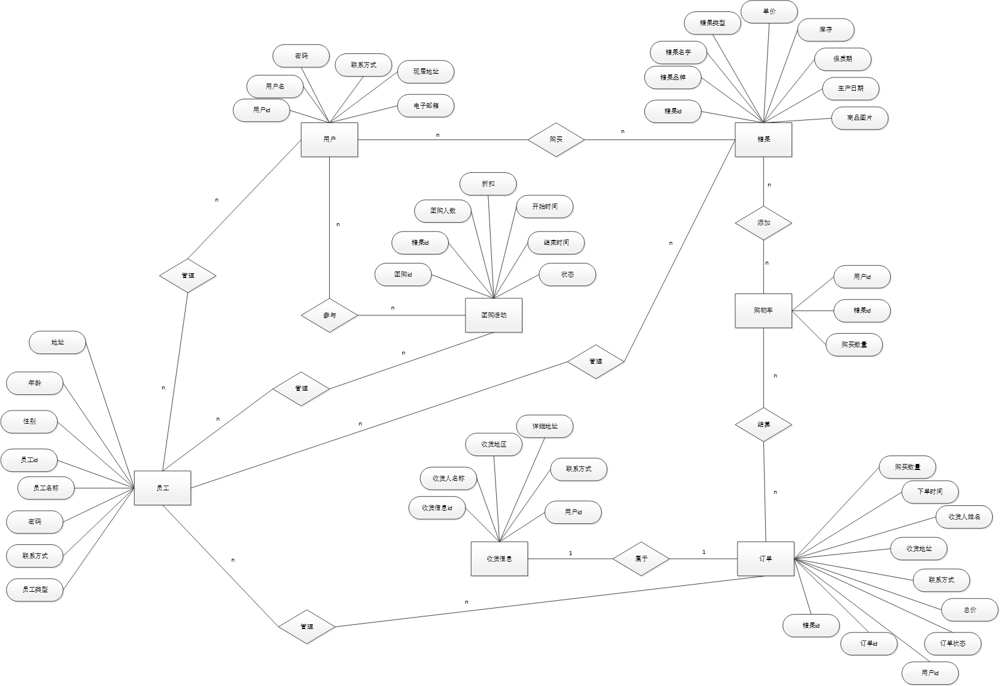 单价
糖果类型
库存
密码
糖果名字
保质期
联系方式
现居地址
糖果品牌
用户名
生产日期
电子邮箱
用户id
糖果id
商品图片
用户
n
购买
n
糖果
折扣
n
n
团购人数
开始时间
添加
n
n
糖果id
结束时间
n
n
管理
团购id
状态
用户id
参与
n
团购活动
购物车
糖果id
地址
n
管理
购买数量
年龄
n
管理
n
性别
n
n
详细地址
结算
收货地区
员工id
收货人名称
联系方式
购买数量
员工名称
员工
n
下单时间
收货信息id
用户id
收货人姓名
密码
联系方式
n
收货信息
1
属于
1
订单
收货地址
员工类型
n
联系方式
总价
管理
糖果id
订单id
订单状态
用户id